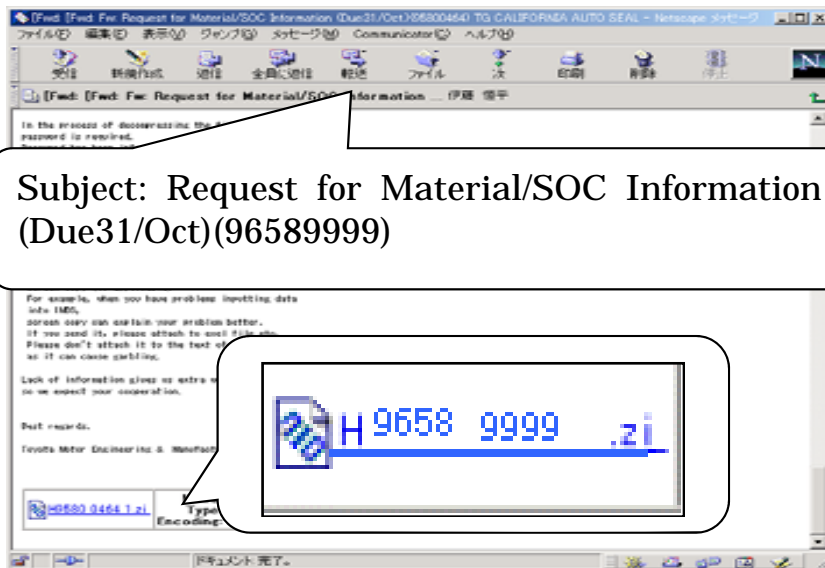 [Fwd: [Fwd: Fw: Request for Material/SOC Information (Due31/Oct)(95800464) TG CALIFORNIA AUTO SEAL - Netscape メッセージ
ファイル(F) 編集(E) 表示(V) ジャンプ(G) メッセージ(M) Communicator(C) ヘルプ(H)
受信 新規作成 返信 全員に返信 転送 ファイル 次 印刷 削除 停止
[Fwd: [Fwd: Fw: Request for Material/SOC Information ...
In the process of decompressing the
password is required.
Subject: Request for Material/SOC Information
(Due31/Oct)(96589999)
For example, when you have problems inputting data
into IMDS,
screen copy can explain your problem better.
If you send it, please attach to excel file
Please don't attach it to the text of
as it can cause garbling.
Lack of information gives us extra
so we expect your cooperation.
Best regards.
Toyota Motor Engineering &
H 9658 9999 .zi
H9580 0464 1.zi
Type
Encoding:
ドキュメント完了。